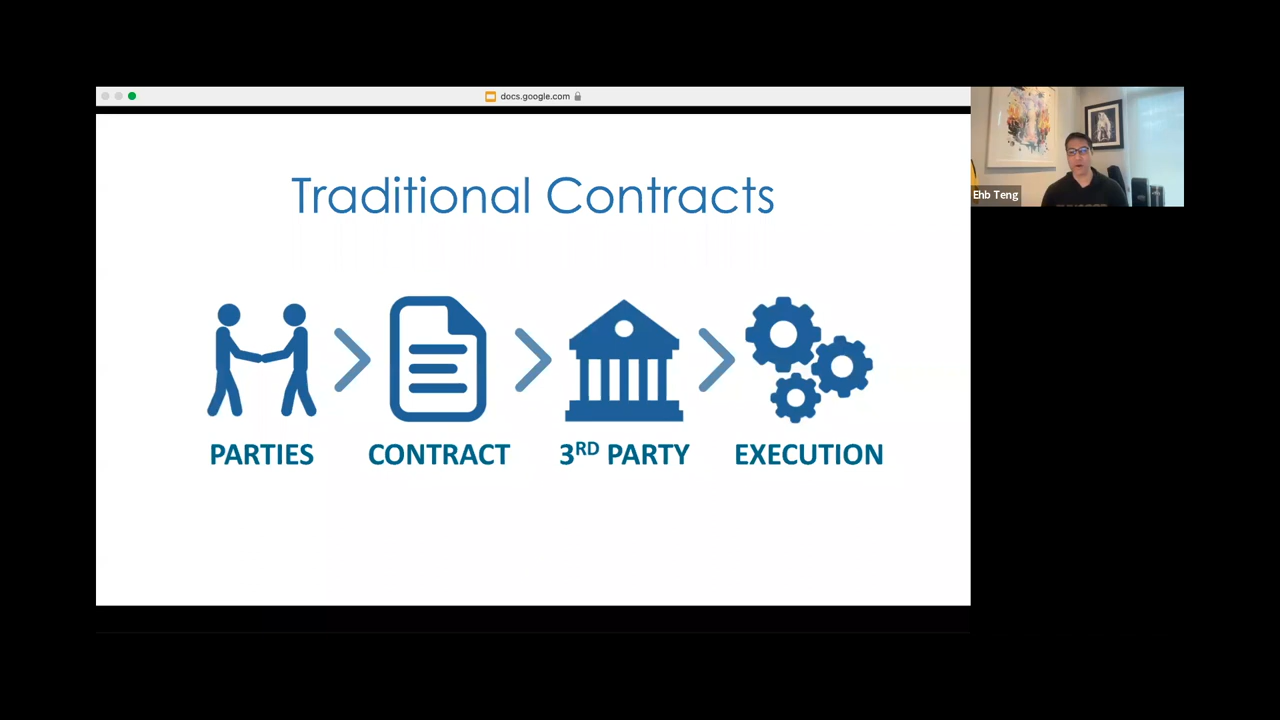 docs.google.com
Traditional Contracts
PARTIES
CONTRACT
3RD PARTY
EXECUTION
Ehb Teng